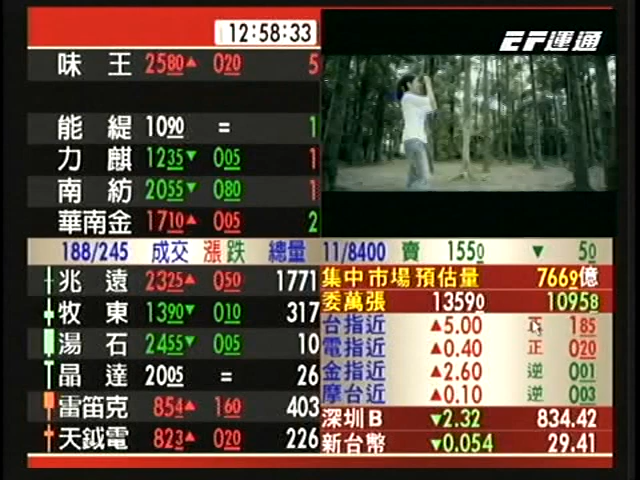 12:58:33
EF運通
味王 2580▲ 020 5
能緹 1090 = 1
力麒 1235▼ 005 1
南紡 2055▼ 080 1
華南金 1710▲ 005 2
188/245 成交 漲跌 總量 11/8400 賣 1550 ▼ 50
兆遠 2325▲ 050 1771
牧東 1390▼ 010 317
湯石 2455▼ 005 10
晶達 2005 = 26
雷笛克 854▲ 160 403
天鉞電 823▲ 020 226
集中市場預估量 7669億
委萬張 13590 10958
台指近 ▲5.00 正 185
電指近 ▲0.40 正 020
金指近 ▲2.60 逆 001
摩台近 ▲0.10 逆 003
深圳B ▼2.32 834.42
新台幣 ▼0.054 29.41